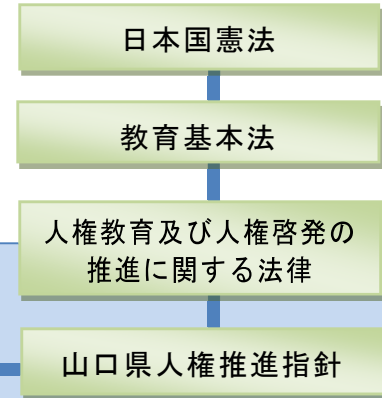 日本国憲法
教育基本法
人権教育及び人権啓発の
推進に関する法律
山口県人権推進指針